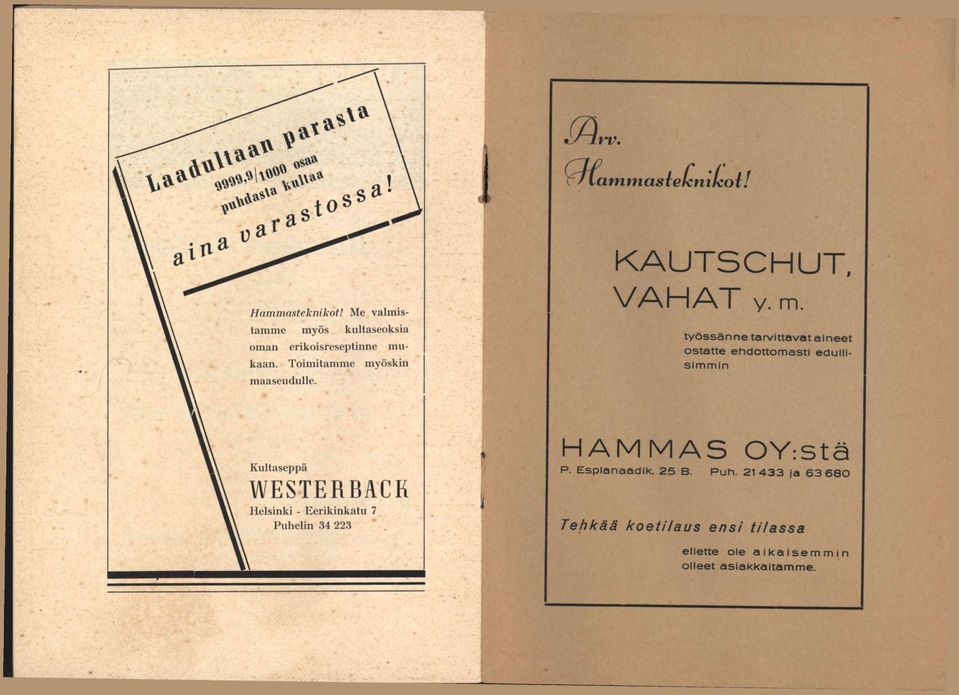 Laadultaan parasta
9999,9/1000 osaa
puhdasta kultaa
aina varastossa!
Hammasteknikot! Me valmis-
tamme myös kultaseoksia
oman erikoisreseptinne mu-
kaan. Toimitamme myöskin
maaseudulle.
Kultaseppä
WESTERBACK
Helsinki - Eerikinkatu 7
Puhelin 34 223
Arv.
Hammasteknikot!
KAUTSCHUT,
VAHAT y. m.
työssänne tarvittavat aineet
ostatte ehdottomasti edulli-
simmin
HAMMAS OY:stä
P. Esplanaadik. 25 B. Puh. 21 433 ja 63 680
Tehkää koetilaus ensi tilassa
ellette ole aikaisemmin
olleet asiakkaitamme.